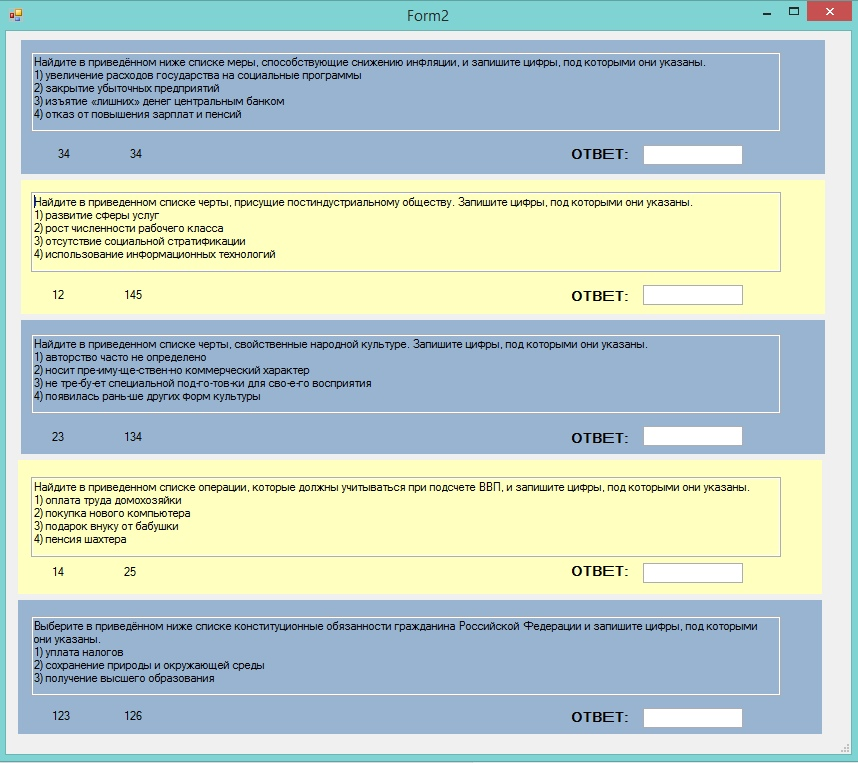 Form2
Найдите в приведённом ниже списке меры, способствующие снижению инфляции, и запишите цифры, под которыми они указаны.
1) увеличение расходов государства на социальные программы
2) закрытие убыточных предприятий
3) изъятие «лишних» денег центральным банком
4) отказ от повышения зарплат и пенсий
34 34 ОТВЕТ:
Найдите в приведенном списке черты, присущие постиндустриальному обществу. Запишите цифры, под которыми они указаны.
1) развитие сферы услуг
2) рост численности рабочего класса
3) отсутствие социальной стратификации
4) использование информационных технологий
12 145 ОТВЕТ:
Найдите в приведенном списке черты, свойственные народной культуре. Запишите цифры, под которыми они указаны.
1) авторство часто не определено
2) носит пре-иму-ще-ствен-но коммерческий характер
3) не тре-бу-ет специальной под-го-тов-ки для сво-е-го восприятия
4) появилась рань-ше других форм культуры
23 134 ОТВЕТ:
Найдите в приведенном списке операции, которые должны учитываться при подсчете ВВП, и запишите цифры, под которыми они указаны.
1) оплата труда домохозяйки
2) покупка нового компьютера
3) подарок внуку от бабушки
4) пенсия шахтера
14 25 ОТВЕТ:
Выберите в приведённом ниже списке конституционные обязанности гражданина Российской Федерации и запишите цифры, под которыми
они указаны.
1) уплата налогов
2) сохранение природы и окружающей среды
3) получение высшего образования
123 126 ОТВЕТ: